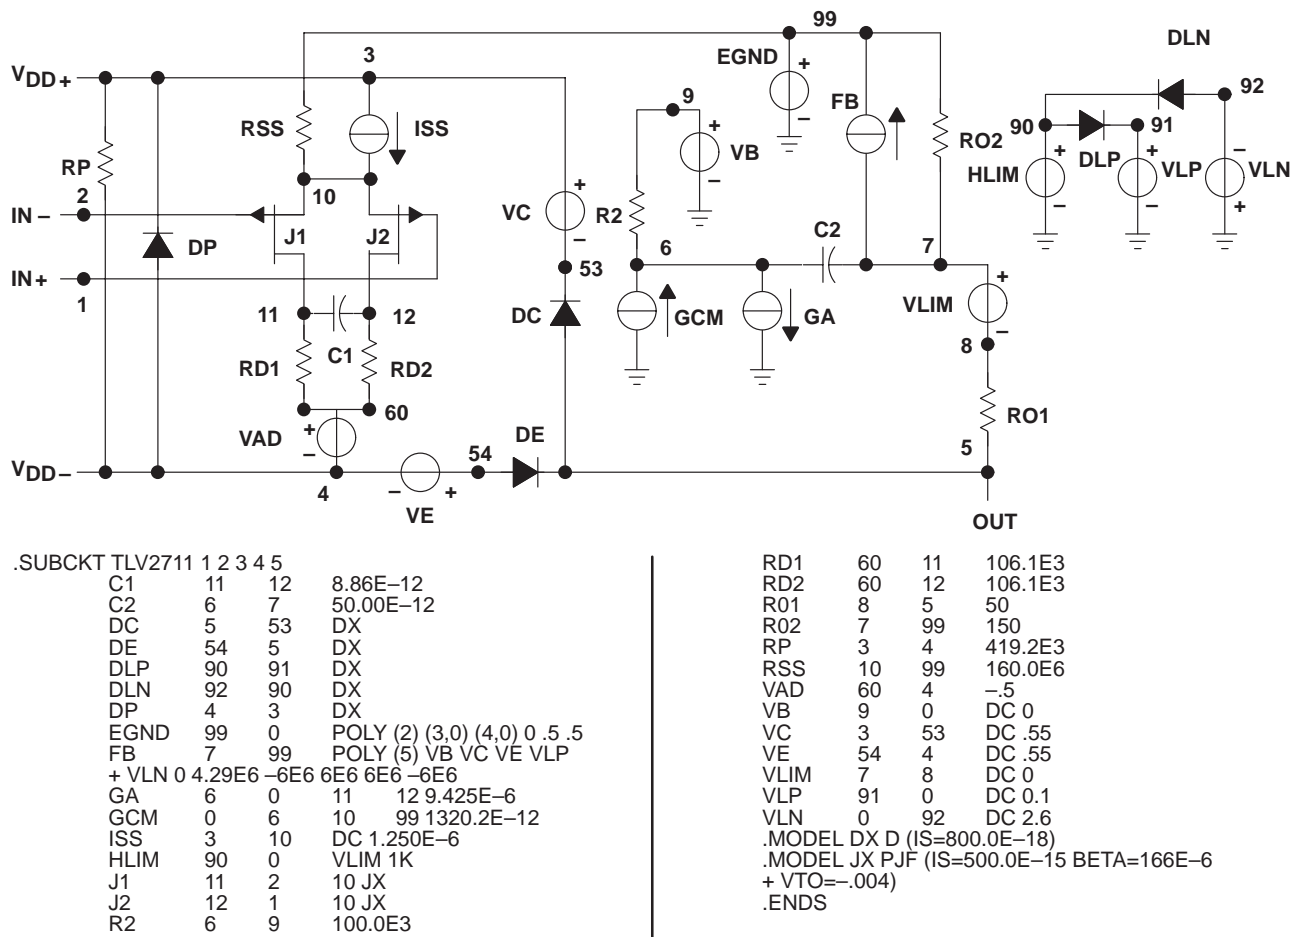 99
DLN
3
EGND
+
VDD+
92
9
FB
+
90
91
RSS
ISS
VB
–
RO2
DLP
HLIM
VLP
VLN
RP
–
+
+
–
–
–
+
2
10
+
IN–
VC
R2
C2
J1
J2
DP
–
6
7
IN+
53
+
1
11
12
DC
GCM
GA
VLIM
–
C1
8
RD1
RD2
60
RO1
VAD
+
–
DE
54
5
VDD–
4
–
+
VE
OUT
.SUBCKT TLV2711 1 2 3 4 5
C1 11 12 8.86E–12
C2 6 7 50.00E–12
DC 5 53 DX
DE 54 5 DX
DLP 90 91 DX
DLN 92 90 DX
DP 4 3 DX
EGND 99 0 POLY (2) (3,0) (4,0) 0 .5 .5
FB 7 99 POLY (5) VB VC VE VLP
+ VLN 0 4.29E6 –6E6 6E6 6E6 –6E6
GA 6 0 11 12 9.425E–6
GCM 0 6 10 99 1320.2E–12
ISS 3 10 DC 1.250E–6
HLIM 90 0 VLIM 1K
J1 11 2 10 JX
J2 12 1 10 JX
R2 6 9 100.0E3
RD1 60 11 106.1E3
RD2 60 12 106.1E3
R01 8 5 50
R02 7 99 150
RP 3 4 419.2E3
RSS 10 99 160.0E6
VAD 60 4 –.5
VB 9 0 DC 0
VC 3 53 DC .55
VE 54 4 DC .55
VLIM 7 8 DC 0
VLP 91 0 DC 0.1
VLN 0 92 DC 2.6
.MODEL DX D (IS=800.0E–18)
.MODEL JX PJF (IS=500.0E–15 BETA=166E–6
+ VTO=–.004)
.ENDS